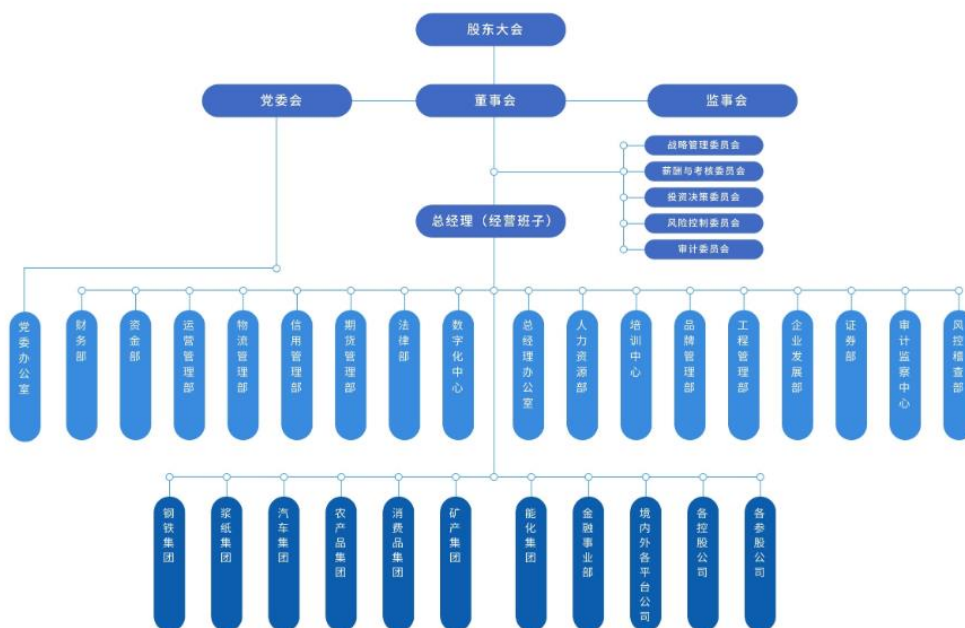 股东大会
党委会
董事会
监事会
战略管理委员会
薪酬与考核委员会
投资决策委员会
风险控制委员会
审计委员会
总经理（经营班子）
党委办公室
财务部
资金部
运营管理部
物流管理部
信用管理部
期货管理部
法律部
数字化中心
总经理办公室
人力资源部
培训中心
品牌管理部
工程管理部
企业发展部
证券部
审计监察中心
风控稽查部
钢铁集团
浆纸集团
汽车集团
农产品集团
消费品集团
矿产集团
能化集团
金融事业部
境内外各平台公司
各控股公司
各参股公司